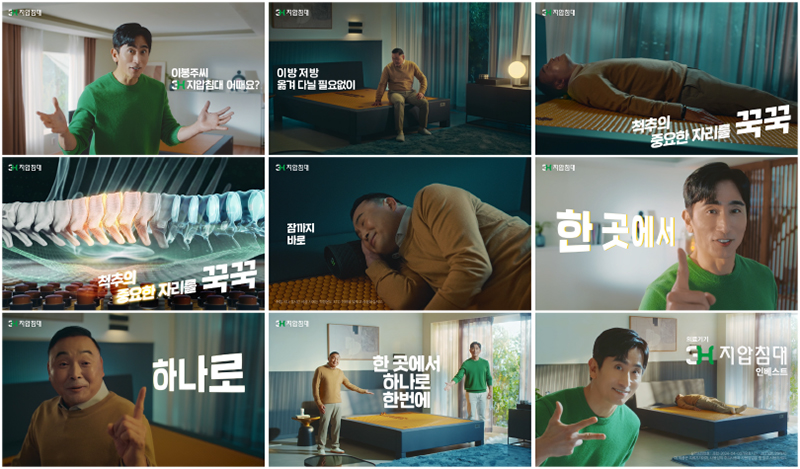 3H 지압침대
이봉주씨
3H 지압침대 어때요?
3H 지압침대
이방 저방
옮겨 다닐 필요없이
3H 지압침대
척추의
중요한 자리를 꾹꾹
3H 지압침대
척추의
중요한 자리를 꾹꾹
3H 지압침대
잠까지
바로
3H 지압침대
한 곳에서
3H 지압침대
하나로
3H 지압침대
한 곳에서
하나로
한번에
의료기기
3H 지압침대
인베스트